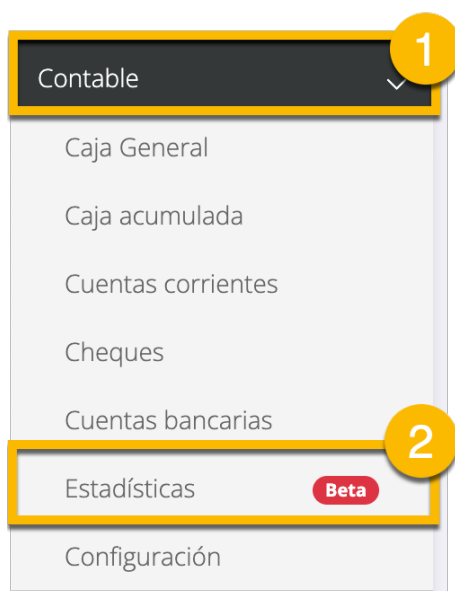 1
Contable
Caja General
Caja acumulada
Cuentas corrientes
Cheques
Cuentas bancarias
2
Estadísticas Beta
Configuración